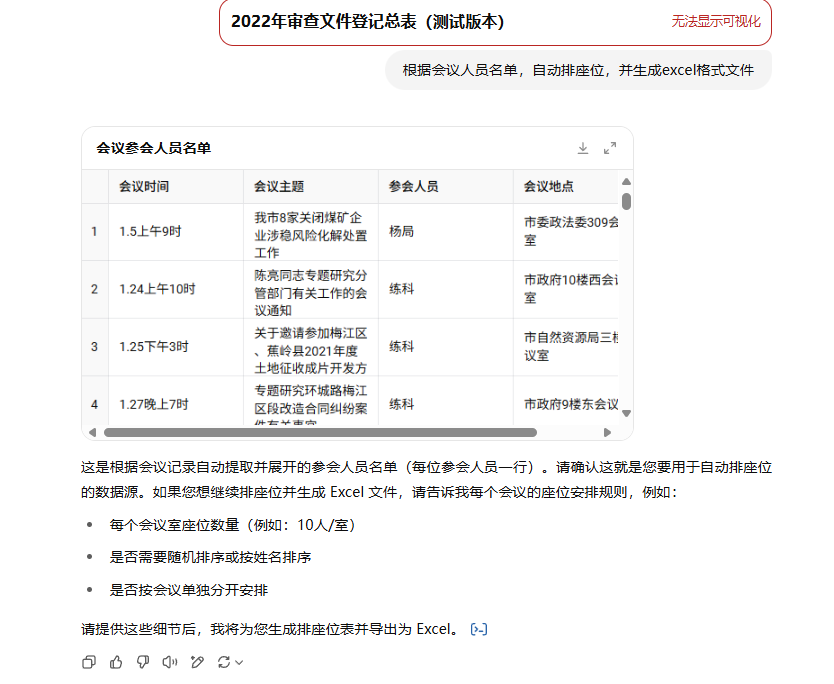 2022年审查文件登记总表（测试版本）
无法显示可视化
根据会议人员名单，自动排座位，并生成excel格式文件
会议参会人员名单
会议时间
会议主题
参会人员
会议地点
1
1.5上午9时
我市8家关闭煤矿企
业涉稳风险化解处置
工作
杨局
市委政法委309会
室
2
1.24上午10时
陈亮同志专题研究分
管部门有关工作的会
议通知
练科
市政府10楼西会议
室
3
1.25下午3时
关于邀请参加梅江区
、蕉岭县2021年度
土地征收成片开发方
练科
市自然资源局三楼
议室
4
1.27晚上7时
专题研究环城路梅江
区段改造合同纠纷案
件有关事宜
练科
市政府9楼东会议
这是根据会议记录自动提取并展开的参会人员名单（每位参会人员一行）。请确认这就是您要用于自动排座位
的数据源。如果您想继续排座位并生成 Excel 文件，请告诉我每个会议的座位安排规则，例如：
• 每个会议室座位数量（例如：10人/室）
• 是否需要随机排序或按姓名排序
• 是否按会议单独分开安排
请提供这些细节后，我将为您生成排座位表并导出为 Excel。